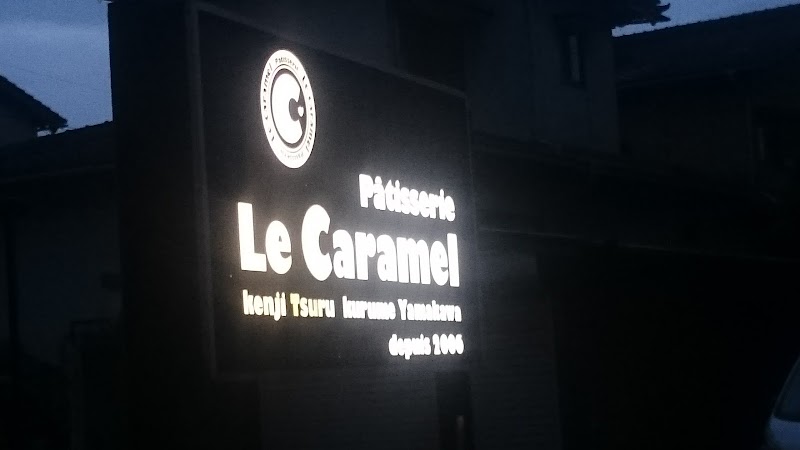 Pâtisserie
Le Caramel
kenji Tsuru kurume Yamakawa
depuis 2006